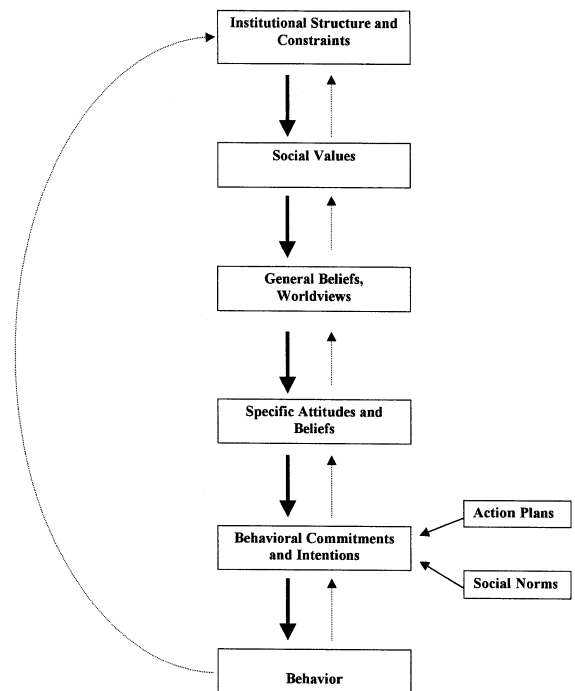 Institutional Structure and
Constraints
Social Values
General Beliefs,
Worldviews
Specific Attitudes and
Beliefs
Behavioral Commitments
and Intentions
Action Plans
Social Norms
Behavior